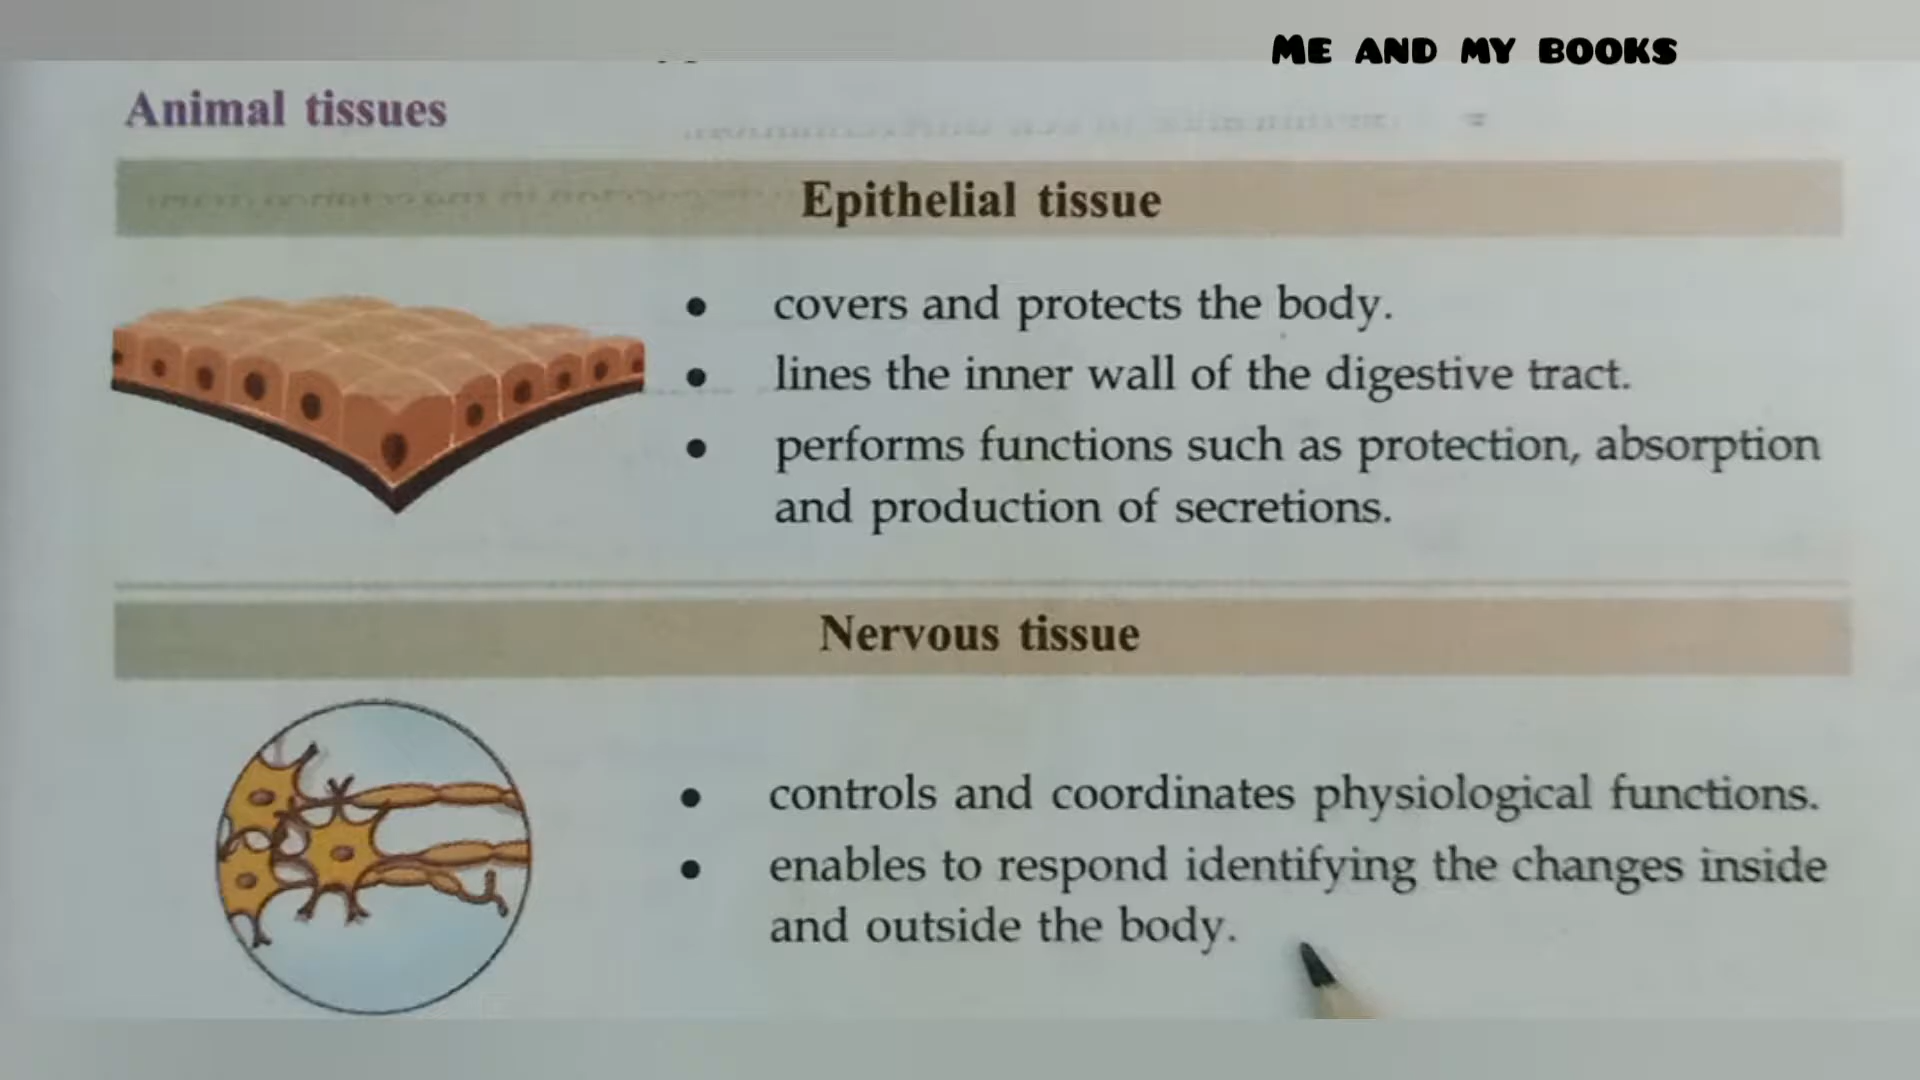 ME AND MY BOOKS
Animal tissues
Epithelial tissue
• covers and protects the body.
• lines the inner wall of the digestive tract.
• performs functions such as protection, absorption
and production of secretions.
Nervous tissue
• controls and coordinates physiological functions.
• enables to respond identifying the changes inside
and outside the body.